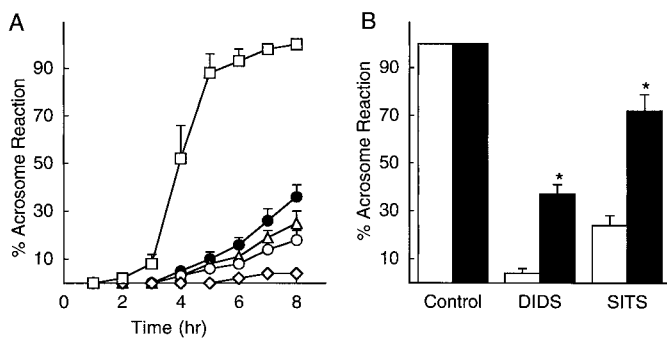 A
% Acrosome Reaction
90
70
50
30
10
0 2 4 6 8
Time (hr)
B
% Acrosome Reaction
90
70
50
30
10
* *
Control DIDS SITS